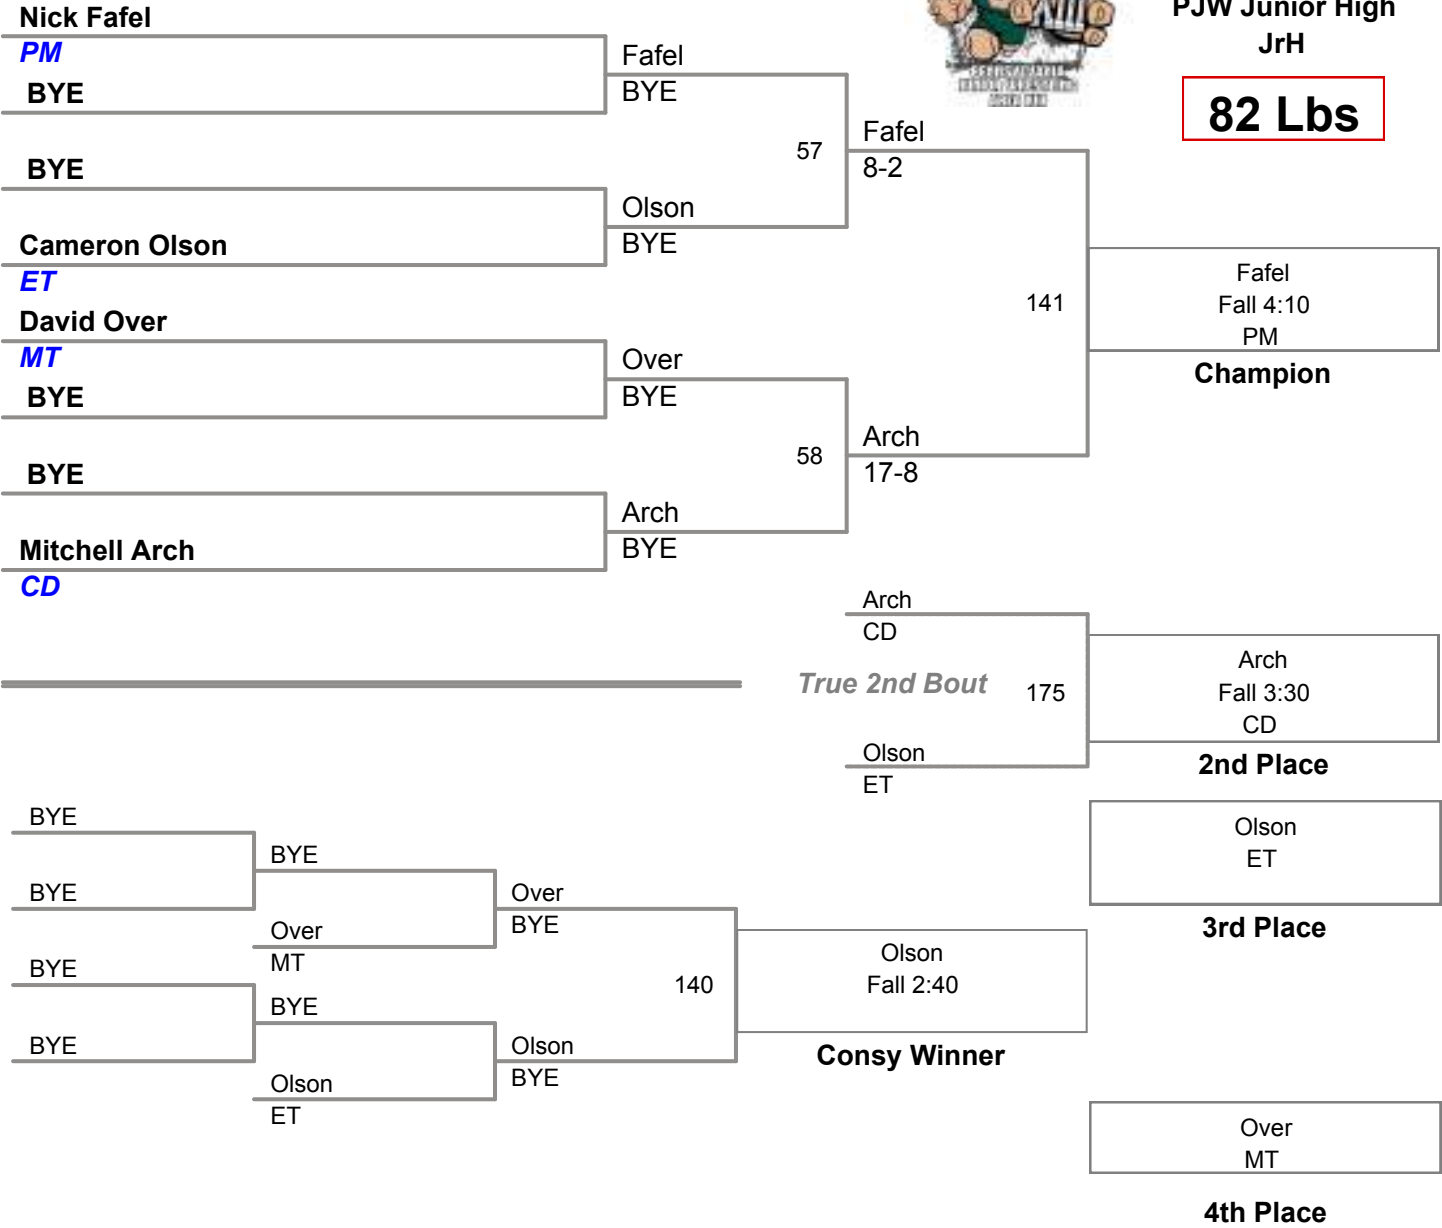 PJW Junior High
JrH
82 Lbs
Nick Fafel
PM
BYE
BYE
Cameron Olson
ET
David Over
MT
BYE
BYE
Mitchell Arch
CD
Fafel
BYE
Olson
BYE
Over
BYE
Arch
BYE
57
58
Fafel
8-2
Arch
17-8
141
Fafel
Fall 4:10
PM
Champion
Arch
CD
True 2nd Bout
175
Olson
ET
Arch
Fall 3:30
CD
2nd Place
Olson
ET
3rd Place
BYE
BYE
BYE
BYE
BYE
Over
MT
BYE
Olson
ET
Over
BYE
Olson
BYE
140
Olson
Fall 2:40
Consy Winner
Over
MT
4th Place